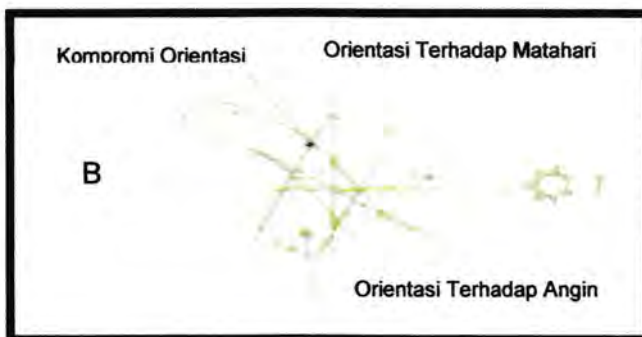 Kompromi Orientasi
Orientasi Terhadap Matahari
B
T
Orientasi Terhadap Angin